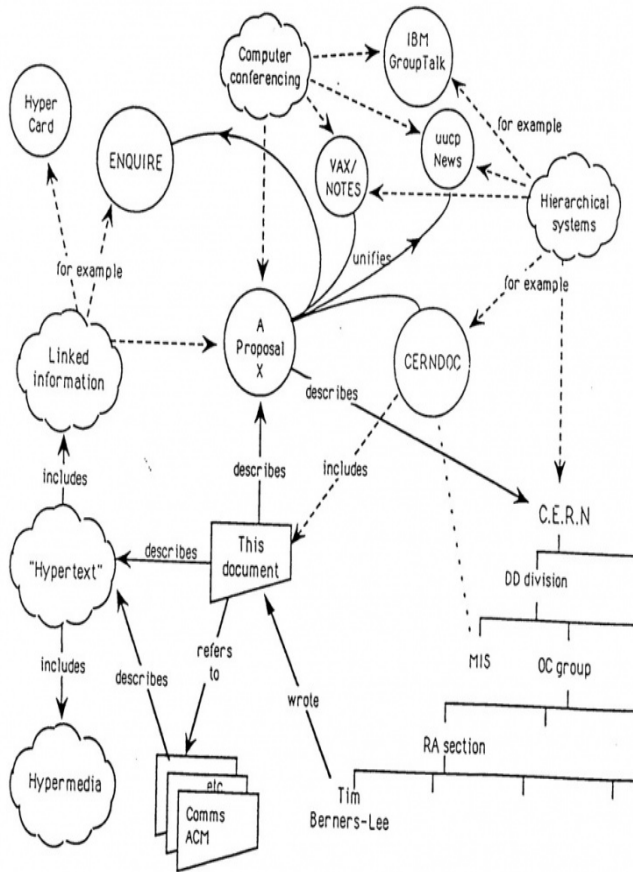 IBM
GroupTalk
Computer
conferencing
Hyper
Card
for example
uucp
News
ENQUIRE
VAX/
NOTES
Hierarchical
systems
unifies
for example
for example
A
Proposal
X
Linked
information
CERNDOC
describes
includes
describes
includes
C.E.R.N
This
document
describes
"Hypertext"
DD division
includes
refers
to
MIS
OC group
describes
wrote
RA section
Hypermedia
etc
Tim
Berners-Lee
Comms
ACM